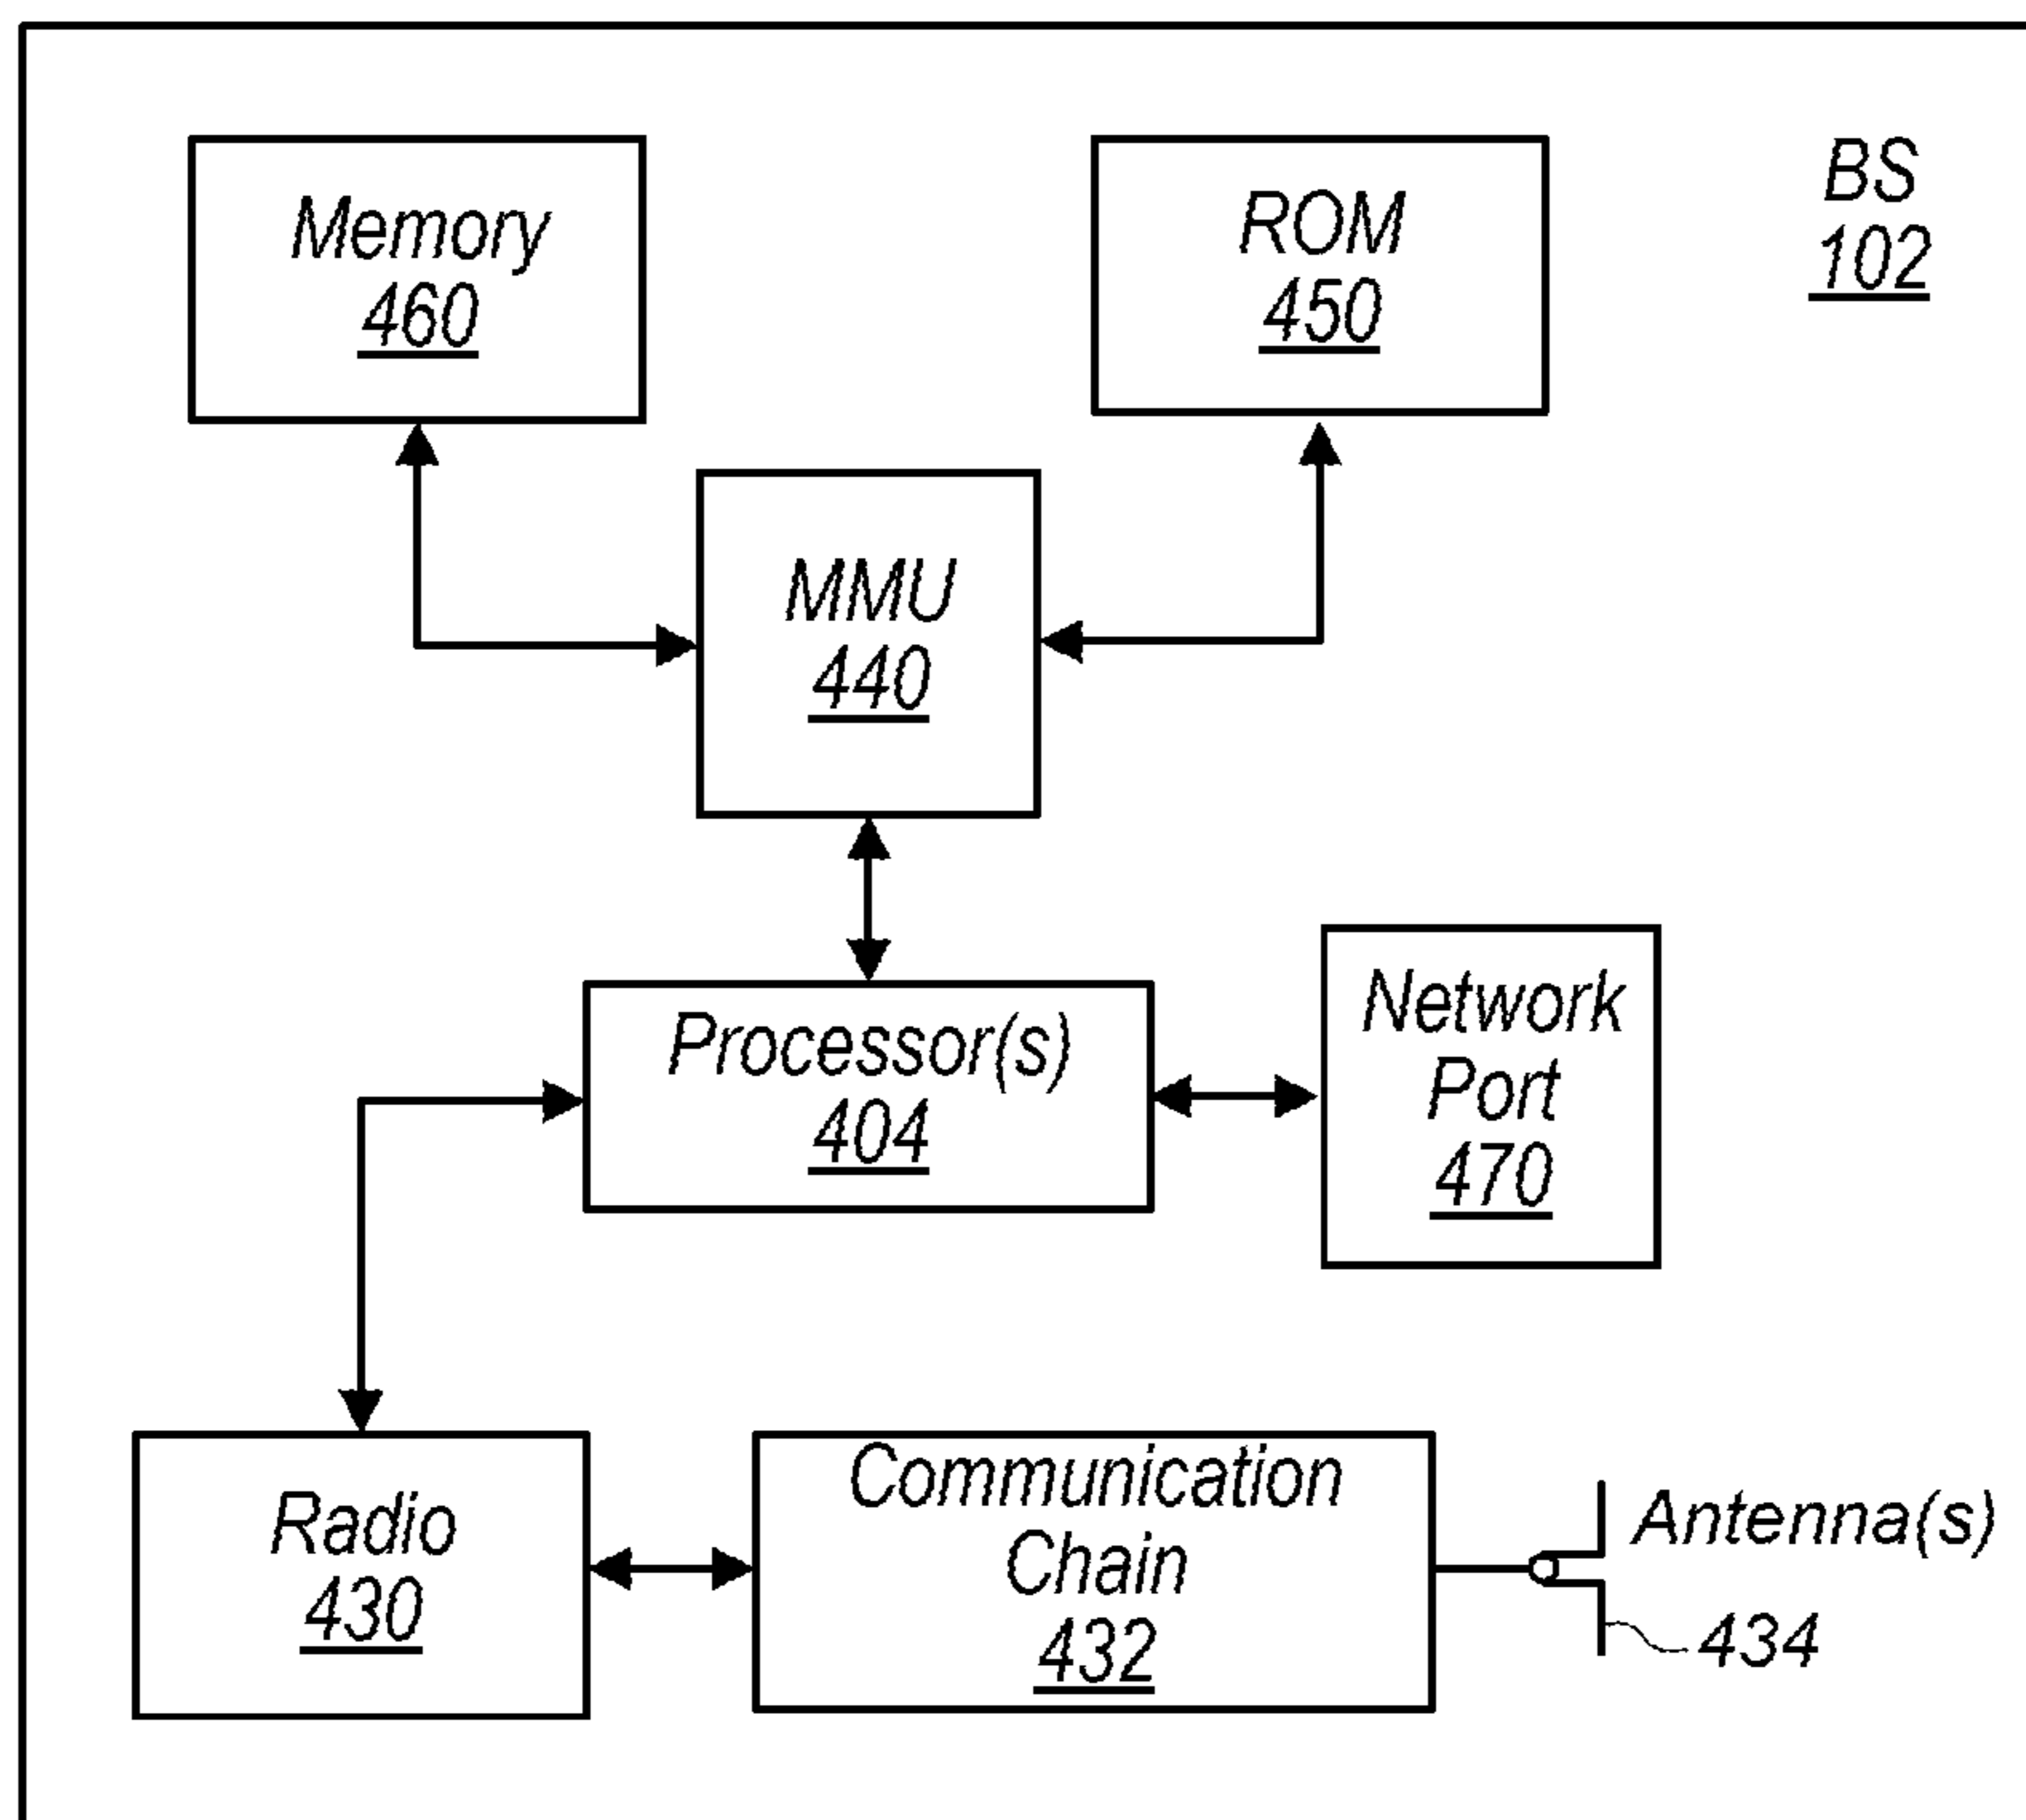 BS
102
Memory
460
ROM
450
MMU
440
Processor(s)
404
Network
Port
470
Radio
430
Communication
Chain
432
Antenna(s)
434